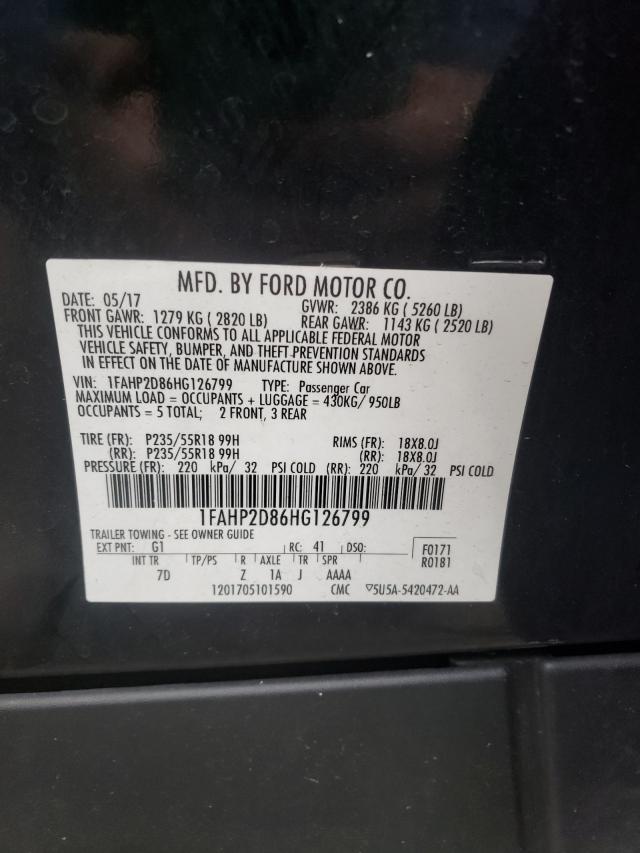 MFD. BY FORD MOTOR CO.
DATE: 05/17 GVWR: 2386 KG ( 5260 LB)
FRONT GAWR: 1279 KG ( 2820 LB) REAR GAWR: 1143 KG ( 2520 LB)
THIS VEHICLE CONFORMS TO ALL APPLICABLE FEDERAL MOTOR
VEHICLE SAFETY, BUMPER, AND THEFT PREVENTION STANDARDS
IN EFFECT ON THE DATE OF MANUFACTURE SHOWN ABOVE.
VIN: 1FAHP2D86HG126799 TYPE: Passenger Car
MAXIMUM LOAD = OCCUPANTS + LUGGAGE = 430KG/ 950LB
OCCUPANTS = 5 TOTAL; 2 FRONT, 3 REAR
TIRE (FR): P235/55R18 99H RIMS (FR): 18X8.0J
(RR): P235/55R18 99H (RR): 18X8.0J
PRESSURE (FR): 220 kPa/ 32 PSI COLD (RR): 220 kPa/ 32 PSI COLD
1FAHP2D86HG126799
TRAILER TOWING - SEE OWNER GUIDE
EXT PNT: G1 RC: 41 DSO: F0171
INT TR TP/PS R AXLE TR SPR R0181
7D Z 1A J AAAA
1201705101590 CMC ▽5U5A-5420472-AA